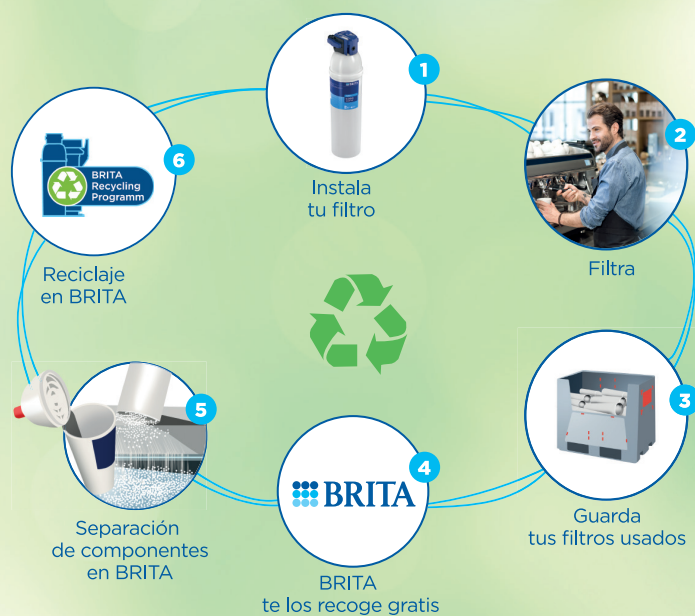 1
Instala
tu filtro
2
Filtra
3
Guarda
tus filtros usados
4
BRITA
BRITA
te los recoge gratis
5
Separación
de componentes
en BRITA
6
BRITA
Recycling
Programm
Reciclaje
en BRITA